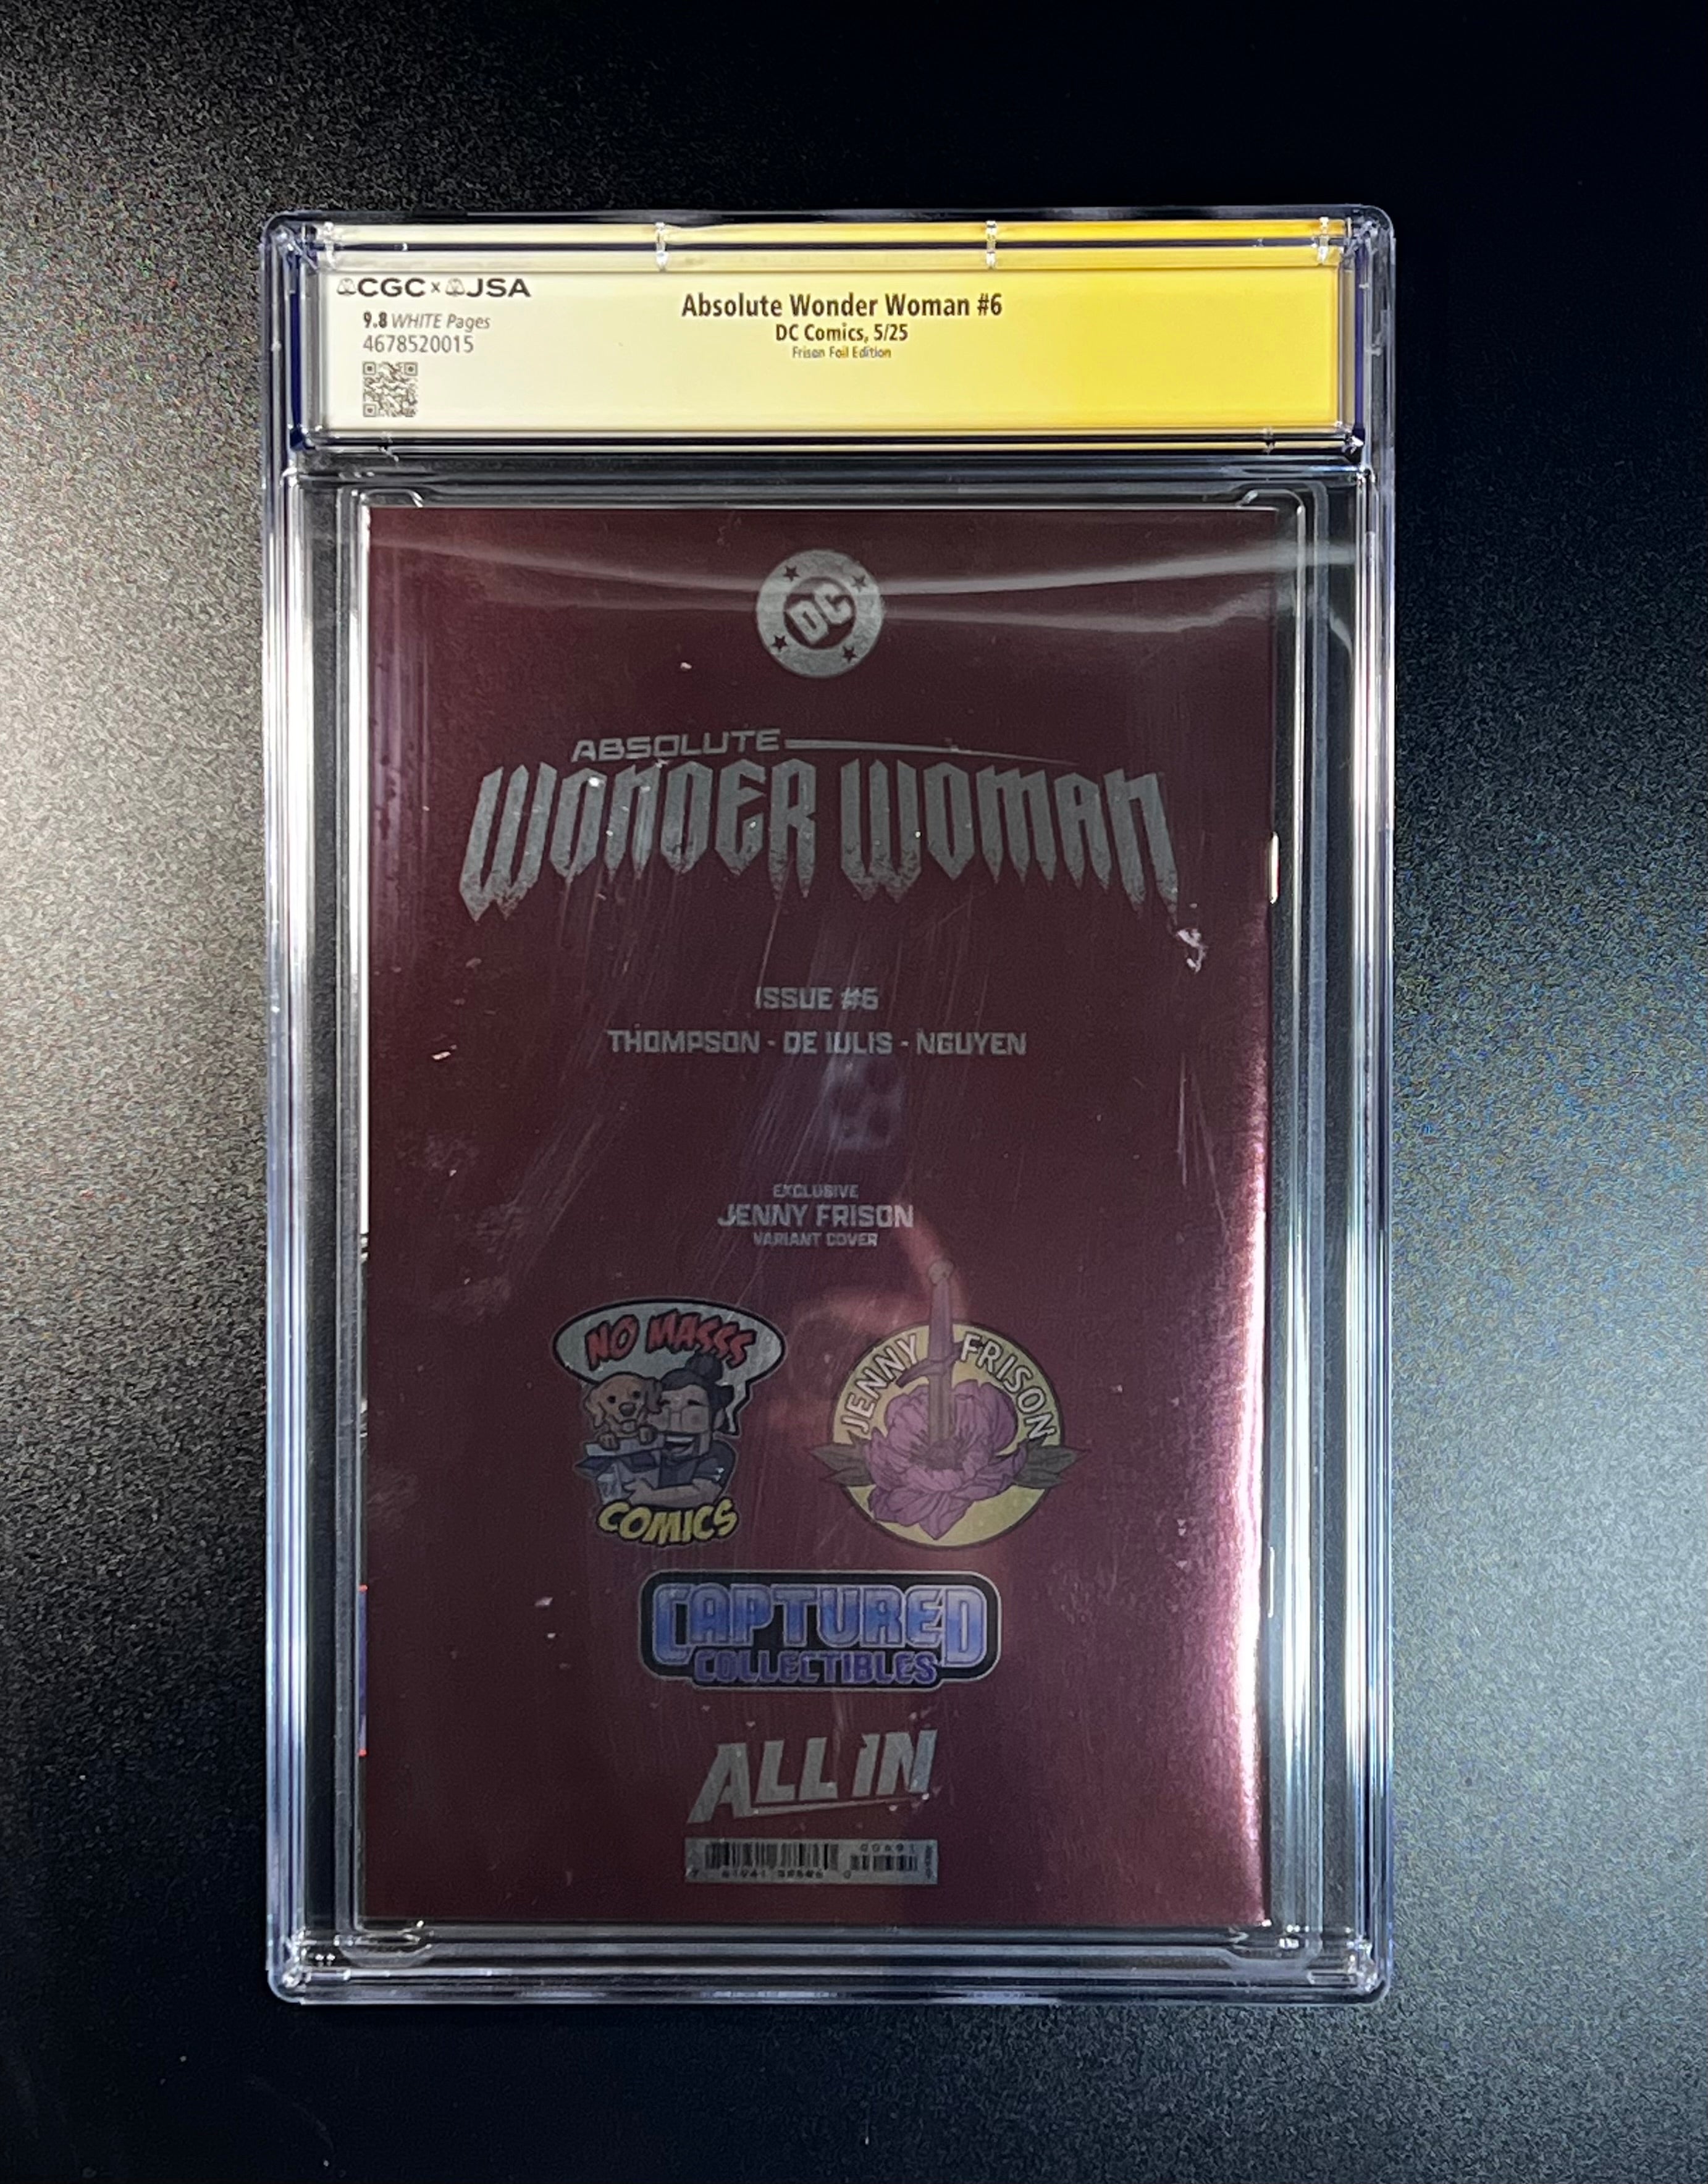 CGC × JSA
9.8 WHITE Pages
4678520015
Absolute Wonder Woman #6
DC Comics, 5/25
Frison Foil Edition
DC
ABSOLUTE
WONDER WOMAN
ISSUE #6
THOMPSON - DE IULIS - NGUYEN
EXCLUSIVE
JENNY FRISON
VARIANT COVER
NO MASSS
COMICS
JENNY FRISON
CAPTURED
COLLECTIBLES
ALL IN